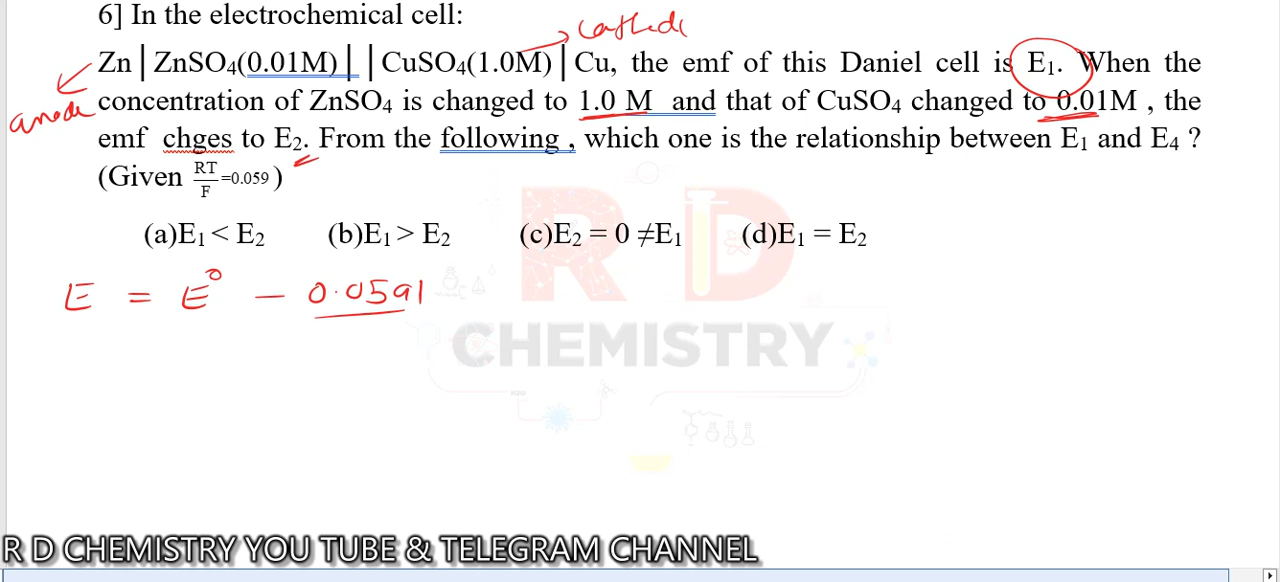 6] In the electrochemical cell:
cathode
Zn | ZnSO₄(0.01M) | | CuSO₄(1.0M) | Cu, the emf of this Daniel cell is E₁. When the
anode
concentration of ZnSO₄ is changed to 1.0 M and that of CuSO₄ changed to 0.01M , the
emf chges to E₂. From the following , which one is the relationship between E₁ and E₄ ?
(Given RT/F =0.059 )
(a)E₁ < E₂ (b)E₁ > E₂ (c)E₂ = 0 ≠E₁ (d)E₁ = E₂
E = E⁰ – 0.0591
R D
CHEMISTRY
R D CHEMISTRY YOU TUBE & TELEGRAM CHANNEL